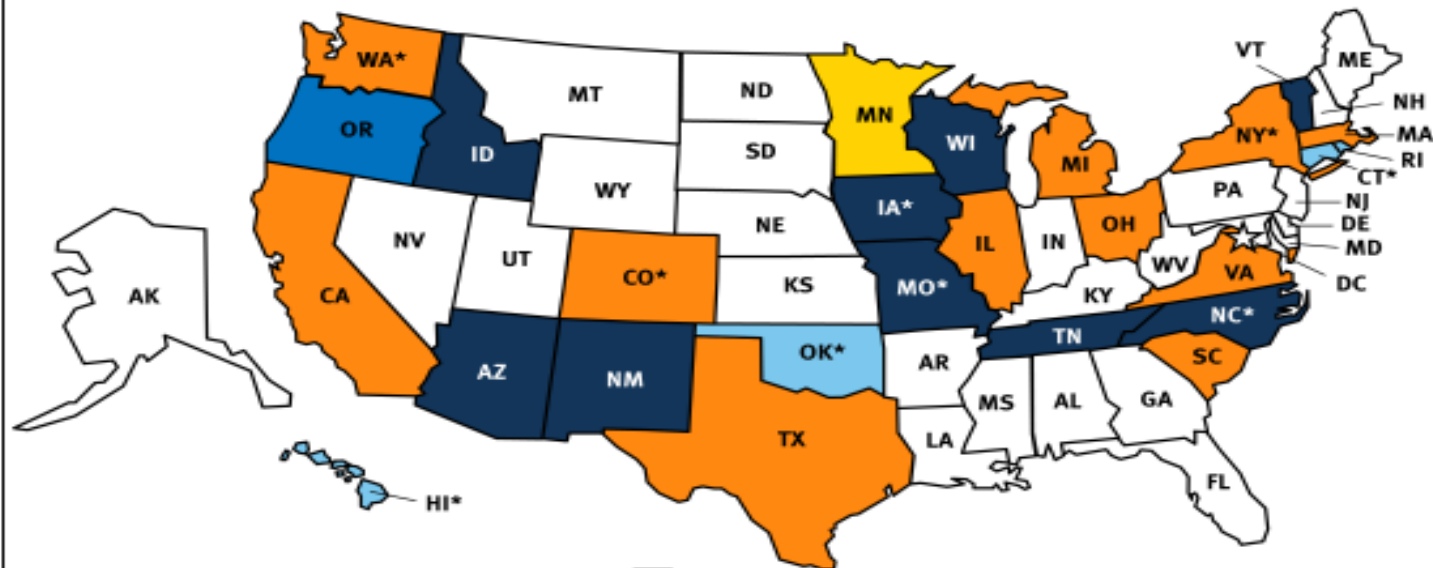 WA*
OR
ID
MT
ND
MN
SD
WY
NE
IA*
WI
MI
VT
ME
NH
NY*
MA
RI
CT*
PA
NJ
DE
MD
DC
NV
UT
CO*
KS
MO*
IL
IN
OH
WV
VA
KY
CA
AK
AZ
NM
OK*
AR
TN
NC*
SC
TX
LA
MS
AL
GA
FL
HI*